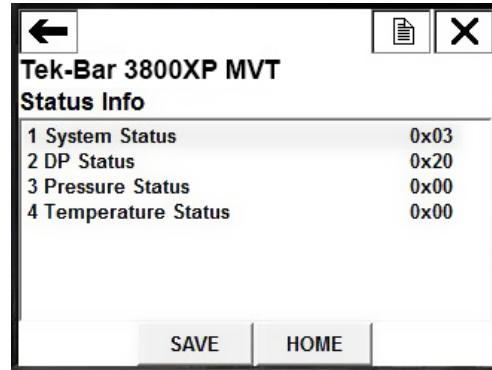 Tek-Bar 3800XP MVT
Status Info
1 System Status 0x03
2 DP Status 0x20
3 Pressure Status 0x00
4 Temperature Status 0x00
SAVE HOME